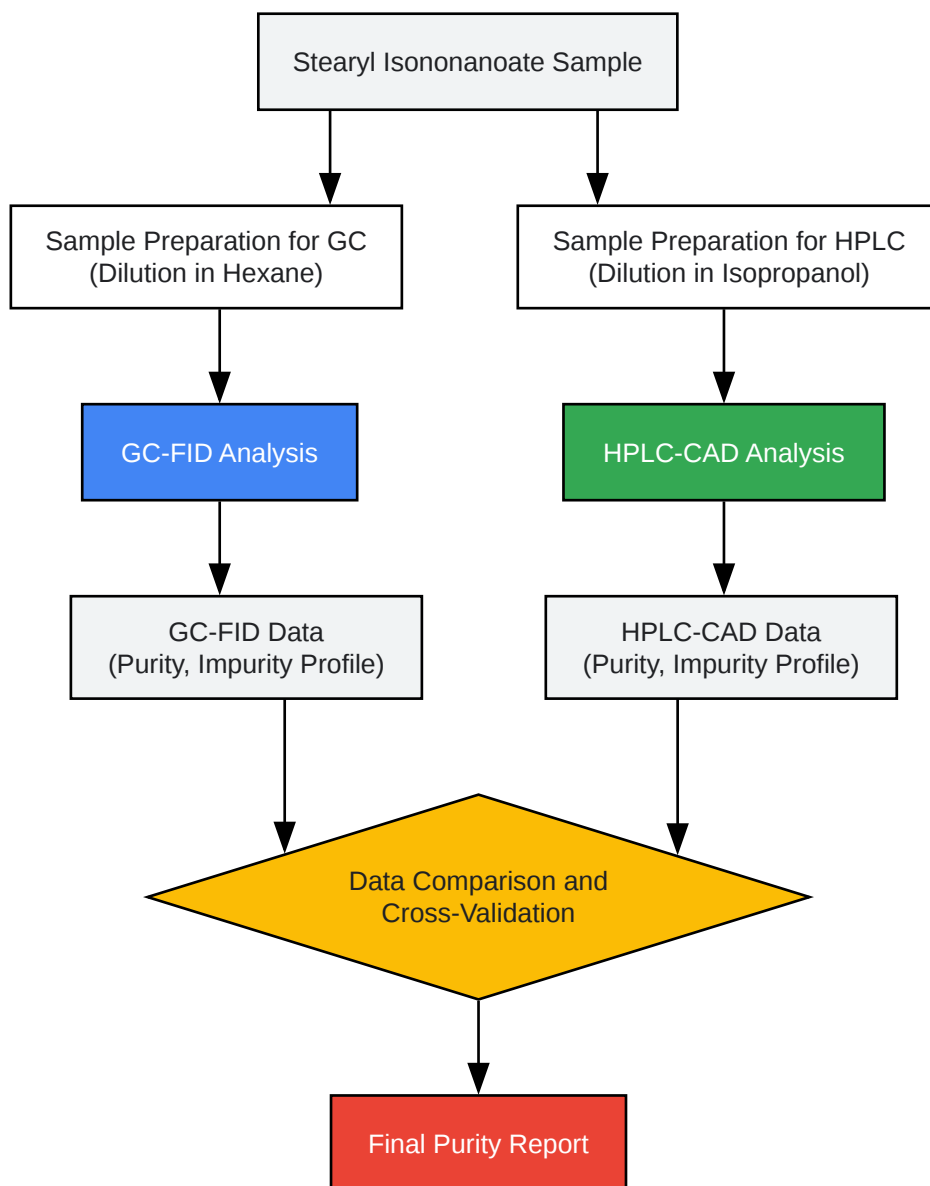 Stearyl Isononanoate Sample
Sample Preparation for GC
(Dilution in Hexane)
Sample Preparation for HPLC
(Dilution in Isopropanol)
GC-FID Analysis
HPLC-CAD Analysis
GC-FID Data
(Purity, Impurity Profile)
HPLC-CAD Data
(Purity, Impurity Profile)
Data Comparison and
Cross-Validation
Final Purity Report